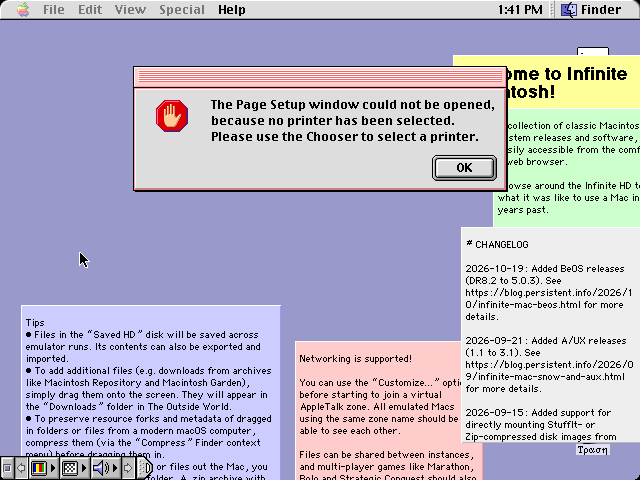 File Edit View Special Help 1:41 PM Finder
The Page Setup window could not be opened,
because no printer has been selected.
Please use the Chooser to select a printer.
OK
ome to Infinite
tosh!
collection of classic Macintos
stem releases and software,
sily accessible from the comf
web browser.
owse around the Infinite HD to
what it was like to use a Mac in
years past.
# CHANGELOG
2026-10-19: Added BeOS releases
(DR8.2 to 5.0.3). See
https://blog.persistent.info/2026/1
0/infinite-mac-beos.html for more
details.
2026-09-21: Added A/UX releases
(1.1 to 3.1). See
https://blog.persistent.info/2026/0
9/infinite-mac-snow-and-aux.html
for more details.
2026-09-15: Added support for
directly mounting StuffIt- or
Zip-compressed disk images from
Tips
● Files in the “Saved HD” disk will be saved across
emulator runs. Its contents can also be exported and
imported.
● To add additional files (e.g. downloads from archives
like Macintosh Repository and Macintosh Garden),
simply drag them onto the screen. They will appear
in the “Downloads” folder in The Outside World.
● To preserve resource forks and metadata of dragged
in folders or files from a modern macOS computer,
compress them (via the “Compress” Finder context
menu) before dragging them in.
or files out the Mac, you
folder. A .zip archive with
Networking is supported!
You can use the “Customize...” optio
before starting to join a virtual
AppleTalk zone. All emulated Macs
using the same zone name should be
able to see each other.
Files can be shared between instances,
and multi-player games like Marathon,
Bolo and Strategic Conquest should also